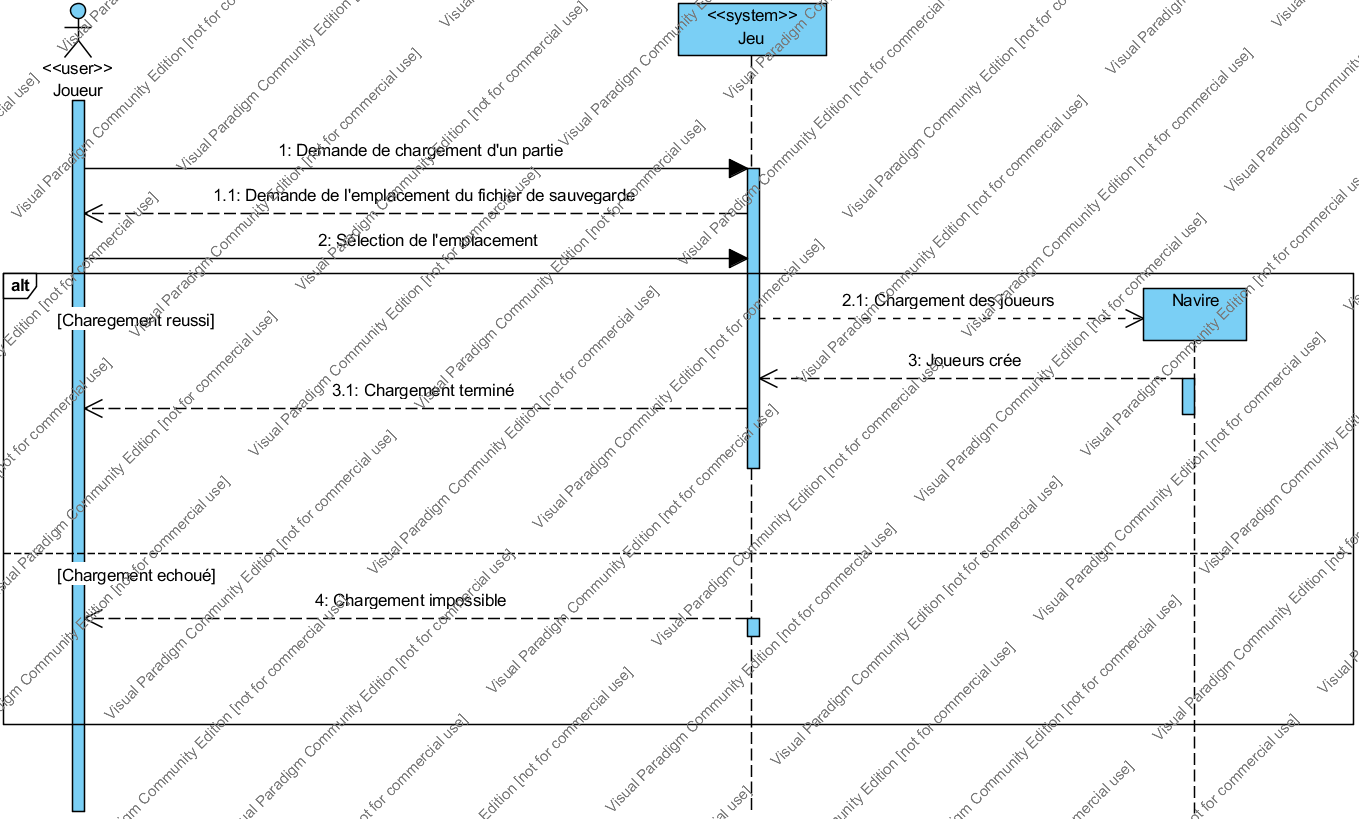 <<user>>
Joueur
<<system>>
Jeu
1: Demande de chargement d'un partie
1.1: Demande de l'emplacement du fichier de sauvegarde
2: Sélection de l'emplacement
alt
[Charegement reussi]
2.1: Chargement des joueurs
Navire
3: Joueurs crée
3.1: Chargement terminé
[Chargement echoué]
4: Chargement impossible
Visual Paradigm Community Edition [not for commercial use]